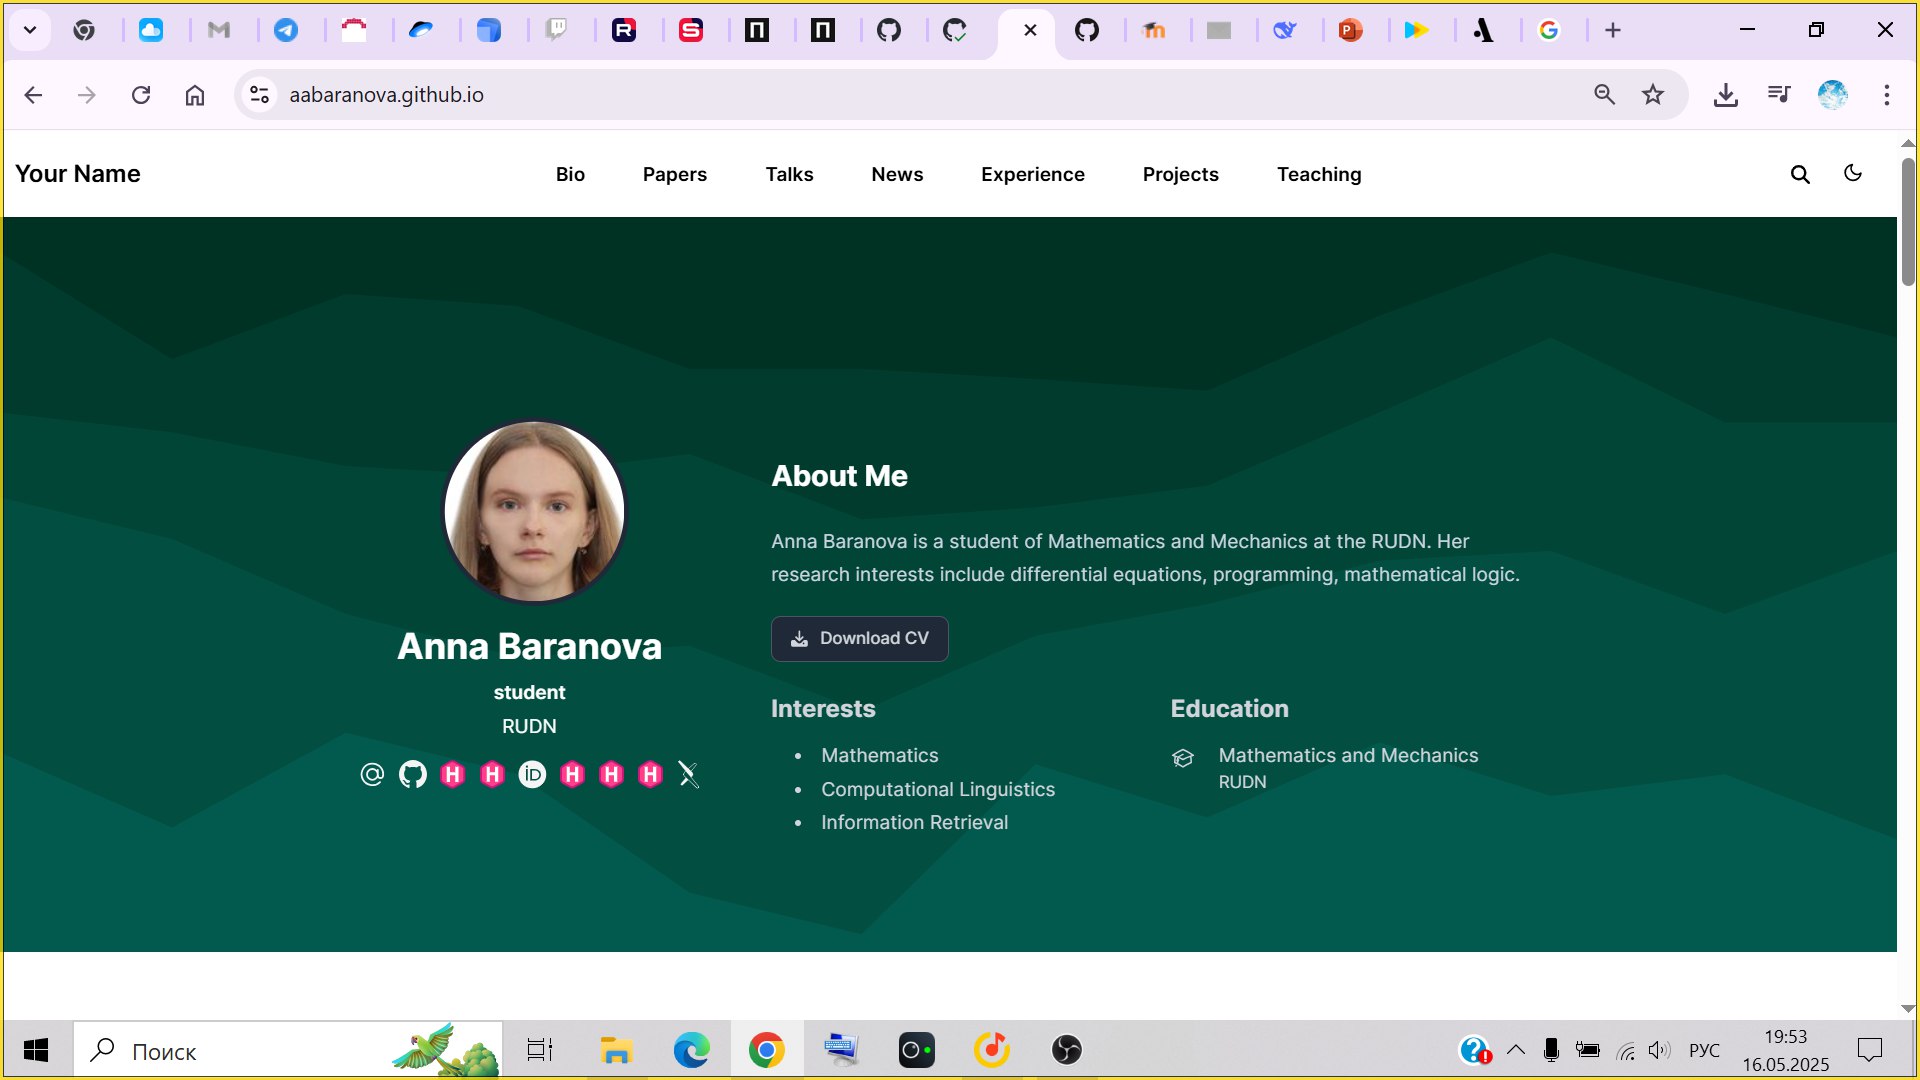 aabaranova.github.io
Your Name
Bio
Papers
Talks
News
Experience
Projects
Teaching
About Me
Anna Baranova is a student of Mathematics and Mechanics at the RUDN. Her
research interests include differential equations, programming, mathematical logic.
Download CV
Anna Baranova
student
RUDN
Interests
Mathematics
Computational Linguistics
Information Retrieval
Education
Mathematics and Mechanics
RUDN
Поиск
РУС
19:53
16.05.2025